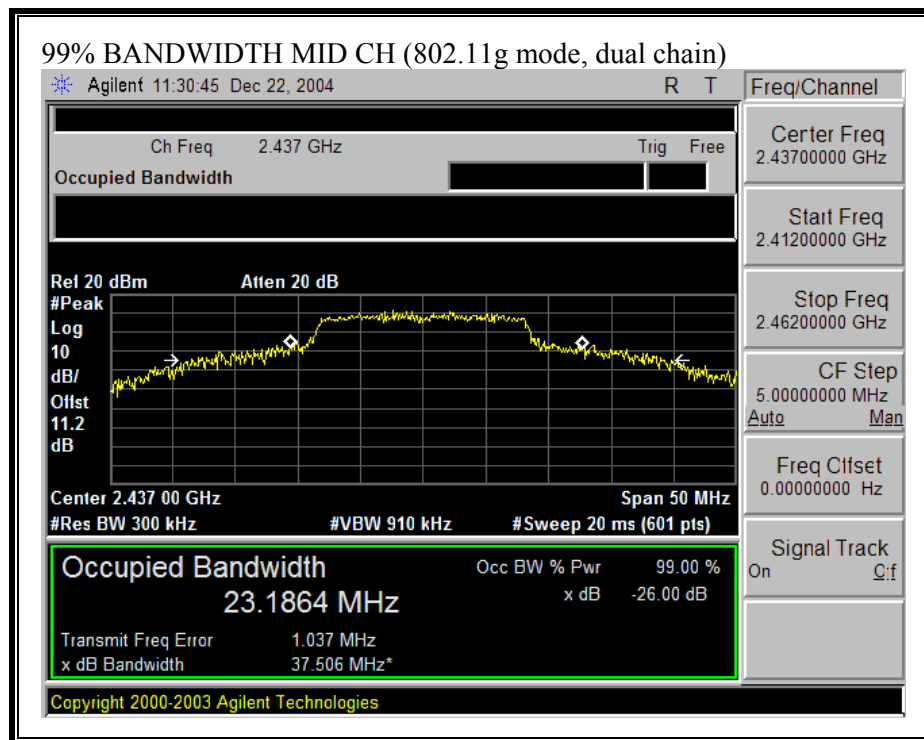 99% BANDWIDTH MID CH (802.11g mode, dual chain)
Agilent 11:30:45 Dec 22, 2004 R T
Freq/Channel
Ch Freq 2.437 GHz Trig Free
Occupied Bandwidth
Center Freq
2.43700000 GHz
Start Freq
2.41200000 GHz
Stop Freq
2.46200000 GHz
CF Step
5.00000000 MHz
Auto Man
Freq Offset
0.00000000 Hz
Signal Track
On Off
Ref 20 dBm Atten 20 dB
#Peak
Log
10
dB/
Offst
11.2
dB
Center 2.437 00 GHz Span 50 MHz
#Res BW 300 kHz #VBW 910 kHz #Sweep 20 ms (601 pts)
Occupied Bandwidth Occ BW % Pwr 99.00 %
23.1864 MHz x dB -26.00 dB
Transmit Freq Error 1.037 MHz
x dB Bandwidth 37.506 MHz*
Copyright 2000-2003 Agilent Technologies